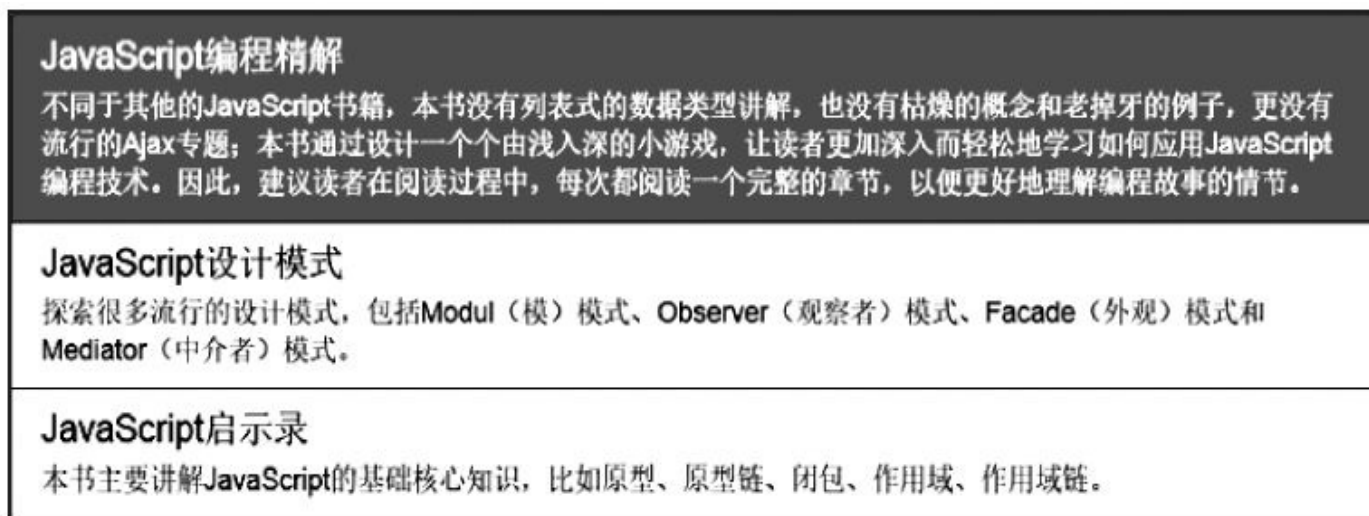 JavaScript编程精解
不同于其他的JavaScript书籍，本书没有列表式的数据类型讲解，也没有枯燥的概念和老掉牙的例子，更没有
流行的Ajax专题；本书通过设计一个个由浅入深的小游戏，让读者更加深入而轻松地学习如何应用JavaScript
编程技术。因此，建议读者在阅读过程中，每次都阅读一个完整的章节，以便更好地理解编程故事的情节。
JavaScript设计模式
探索很多流行的设计模式，包括Modul（模）模式、Observer（观察者）模式、Facade（外观）模式和
Mediator（中介者）模式。
JavaScript启示录
本书主要讲解JavaScript的基础核心知识，比如原型、原型链、闭包、作用域、作用域链。